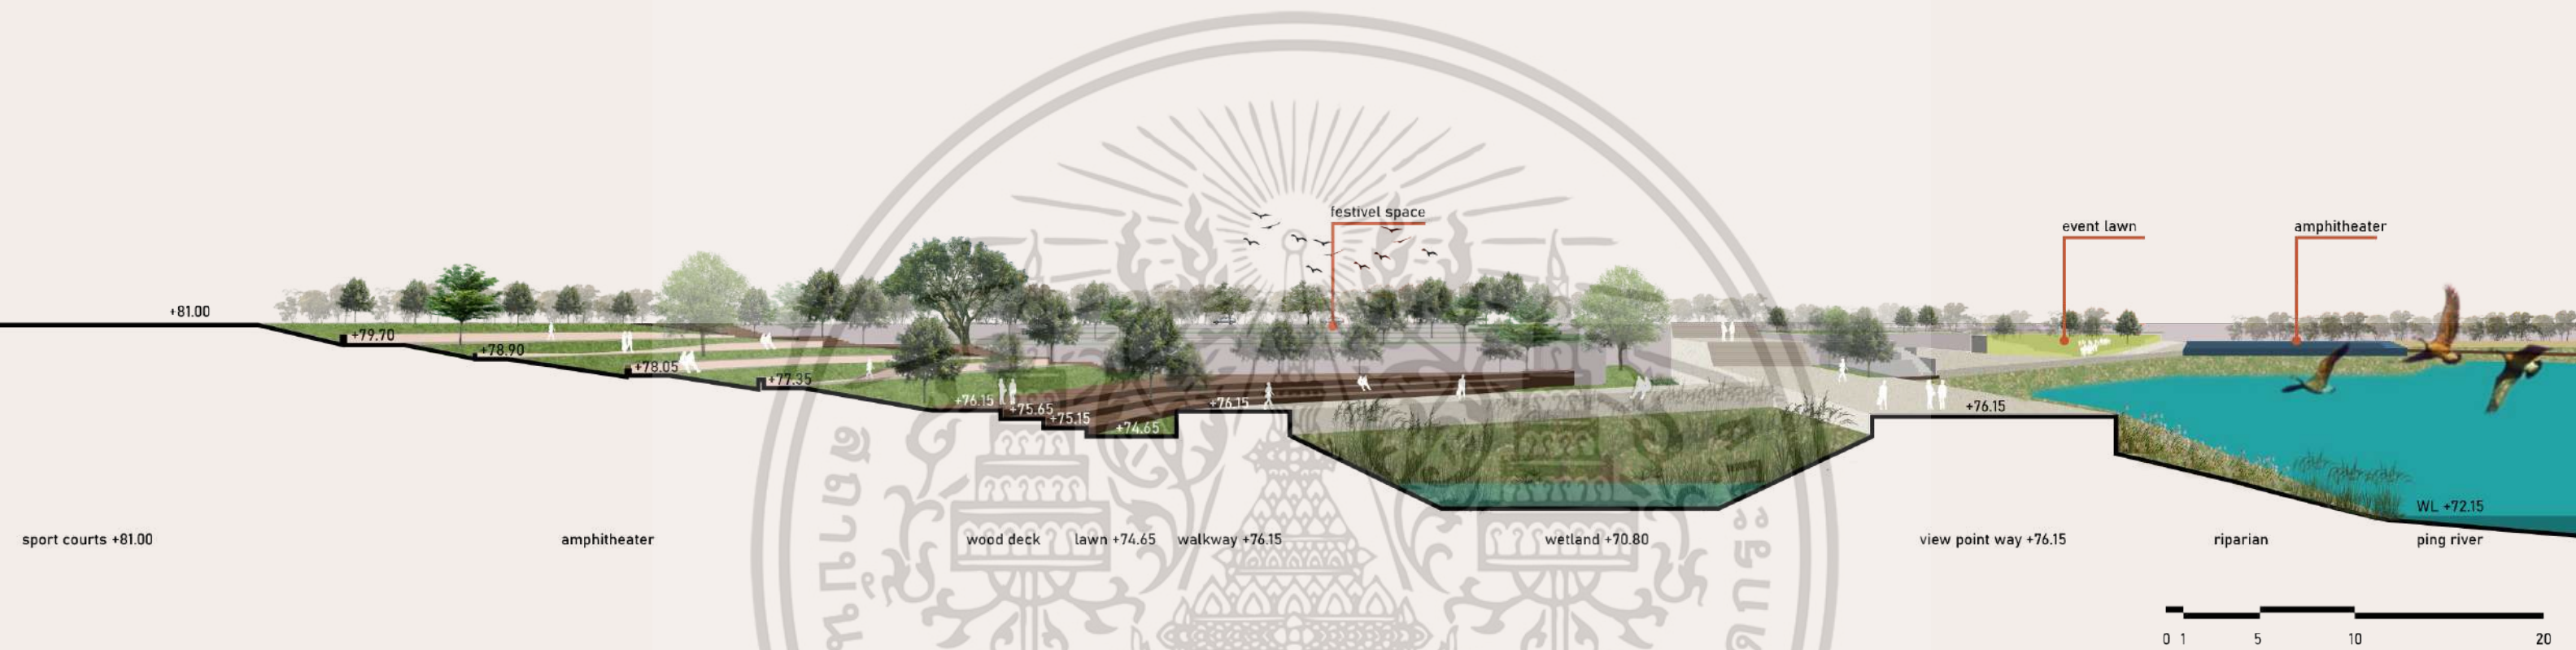 festivel space
event lawn
amphitheater
+81.00
+79.70
+78.90
+78.05
+77.35
+76.15
+75.65
+75.15
+74.65
+76.15
+76.15
WL +72.15
sport courts +81.00
amphitheater
wood deck
lawn +74.65
walkway +76.15
wetland +70.80
view point way +76.15
riparian
ping river
0 1 5 10 20